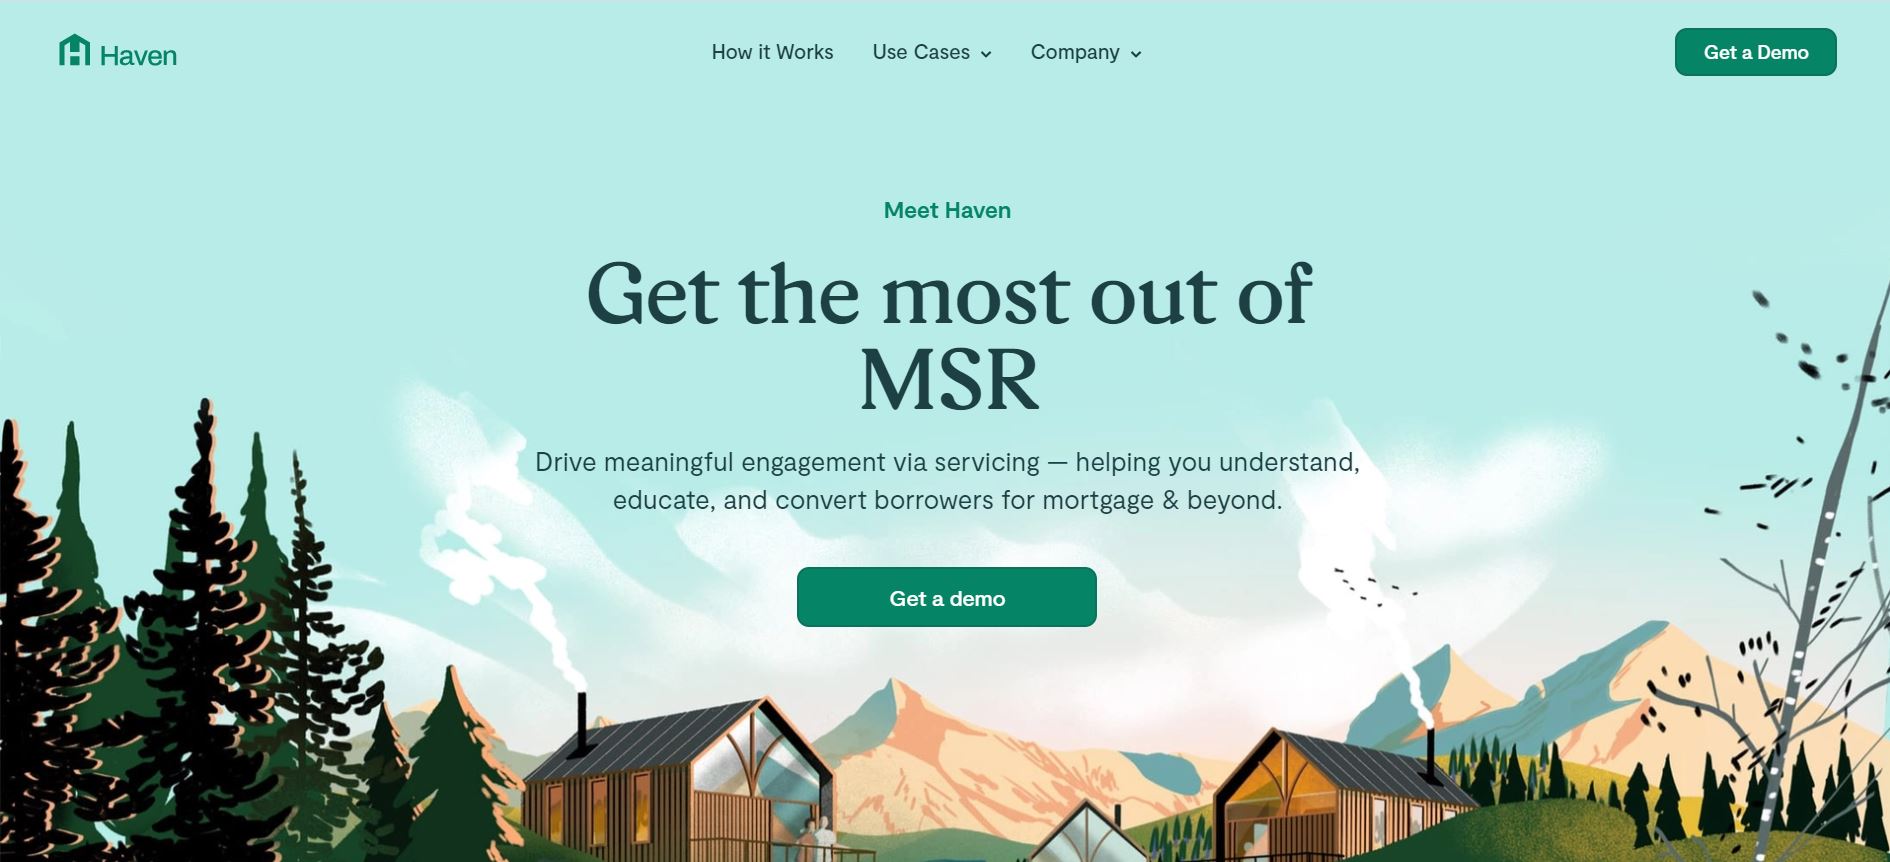 Haven
How it Works
Use Cases
Company
Get a Demo
Meet Haven
Get the most out of
MSR
Drive meaningful engagement via servicing — helping you understand,
educate, and convert borrowers for mortgage & beyond.
Get a demo